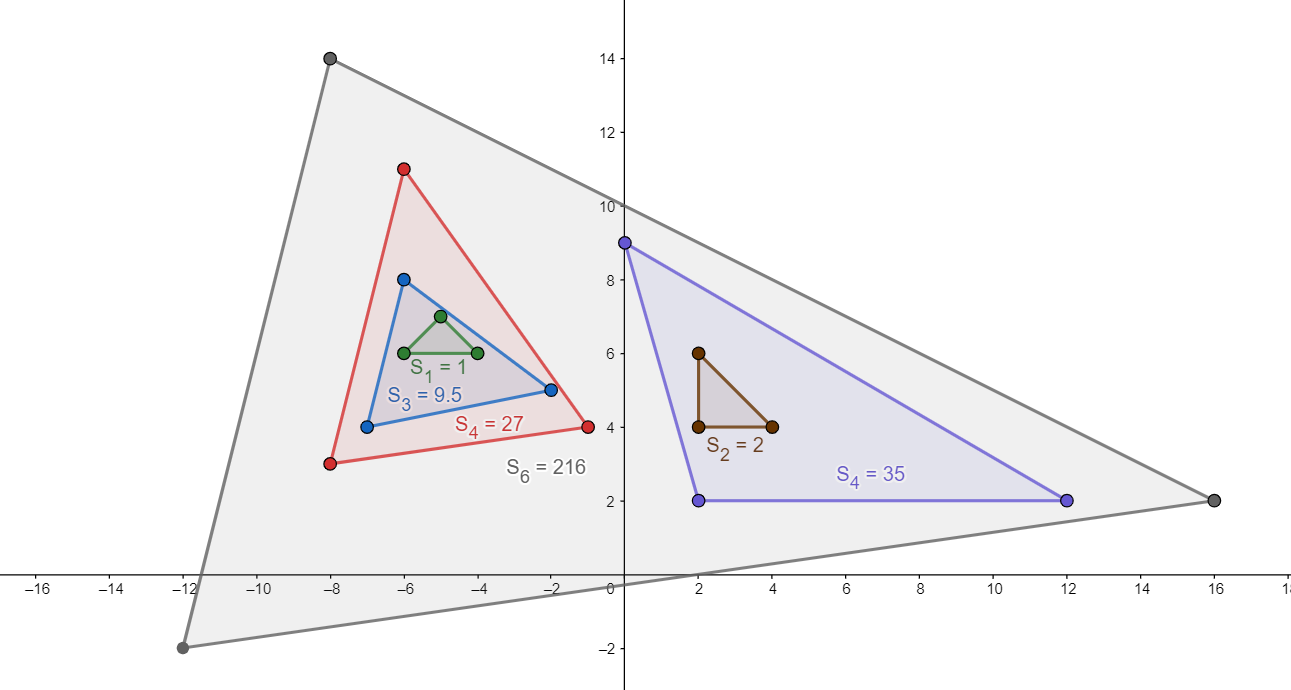 14
12
10
8
6
S₁ = 1
S₃ = 9.5
S₄ = 27
4
S₂ = 2
S₆ = 216
S₄ = 35
2
–16 –14 –12 –10 –8 –6 –4 –2 0 2 4 6 8 10 12 14 16
–2